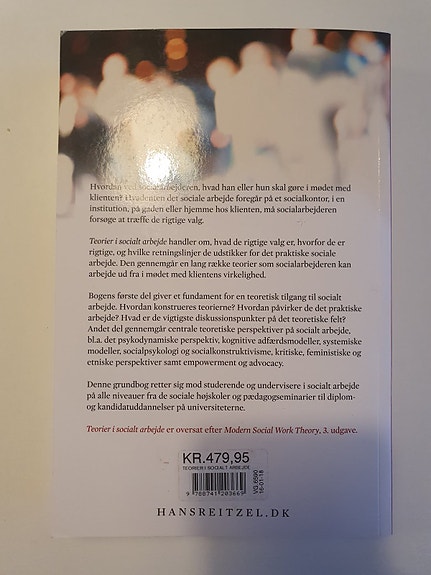 Hvordan ved socialarbejderen, hvad han eller hun skal gøre i mødet med
klienten? Hvadenten det sociale arbejde foregår på et socialkontor, i en
institution, på gaden eller hjemme hos klienten, må socialarbejderen
forsøge at træffe de rigtige valg.
Teorier i socialt arbejde handler om, hvad de rigtige valg er, hvorfor de er
rigtige, og hvilke retningslinjer de udstikker for det praktiske sociale
arbejde. Den gennemgår en lang række teorier som socialarbejderen kan
arbejde ud fra i mødet med klientens virkelighed.
Bogens første del giver et fundament for en teoretisk tilgang til socialt
arbejde. Hvordan konstrueres teorierne? Hvordan påvirker de det praktiske
arbejde? Hvad er de vigtigste diskussionspunkter på det teoretiske felt?
Andet del gennemgår centrale teoretiske perspektiver på socialt arbejde,
bl.a. det psykodynamiske perspektiv, kognitive adfærdsmodeller, systemiske
modeller, socialpsykologi og socialkonstruktivisme, kritiske, feministiske og
etniske perspektiver samt empowerment og advocacy.
Denne grundbog retter sig mod studerende og undervisere i socialt arbejde
på alle niveauer fra de sociale højskoler og pædagogseminarier til diplom-
og kandidatuddannelser på universiteterne.
Teorier i socialt arbejde er oversat efter Modern Social Work Theory, 3. udgave.
KR.479,95
TEORIER I SOCIALT ARBEJDE
9 788741 203669
VG 6890
16-01-18
HANSREITZEL.DK